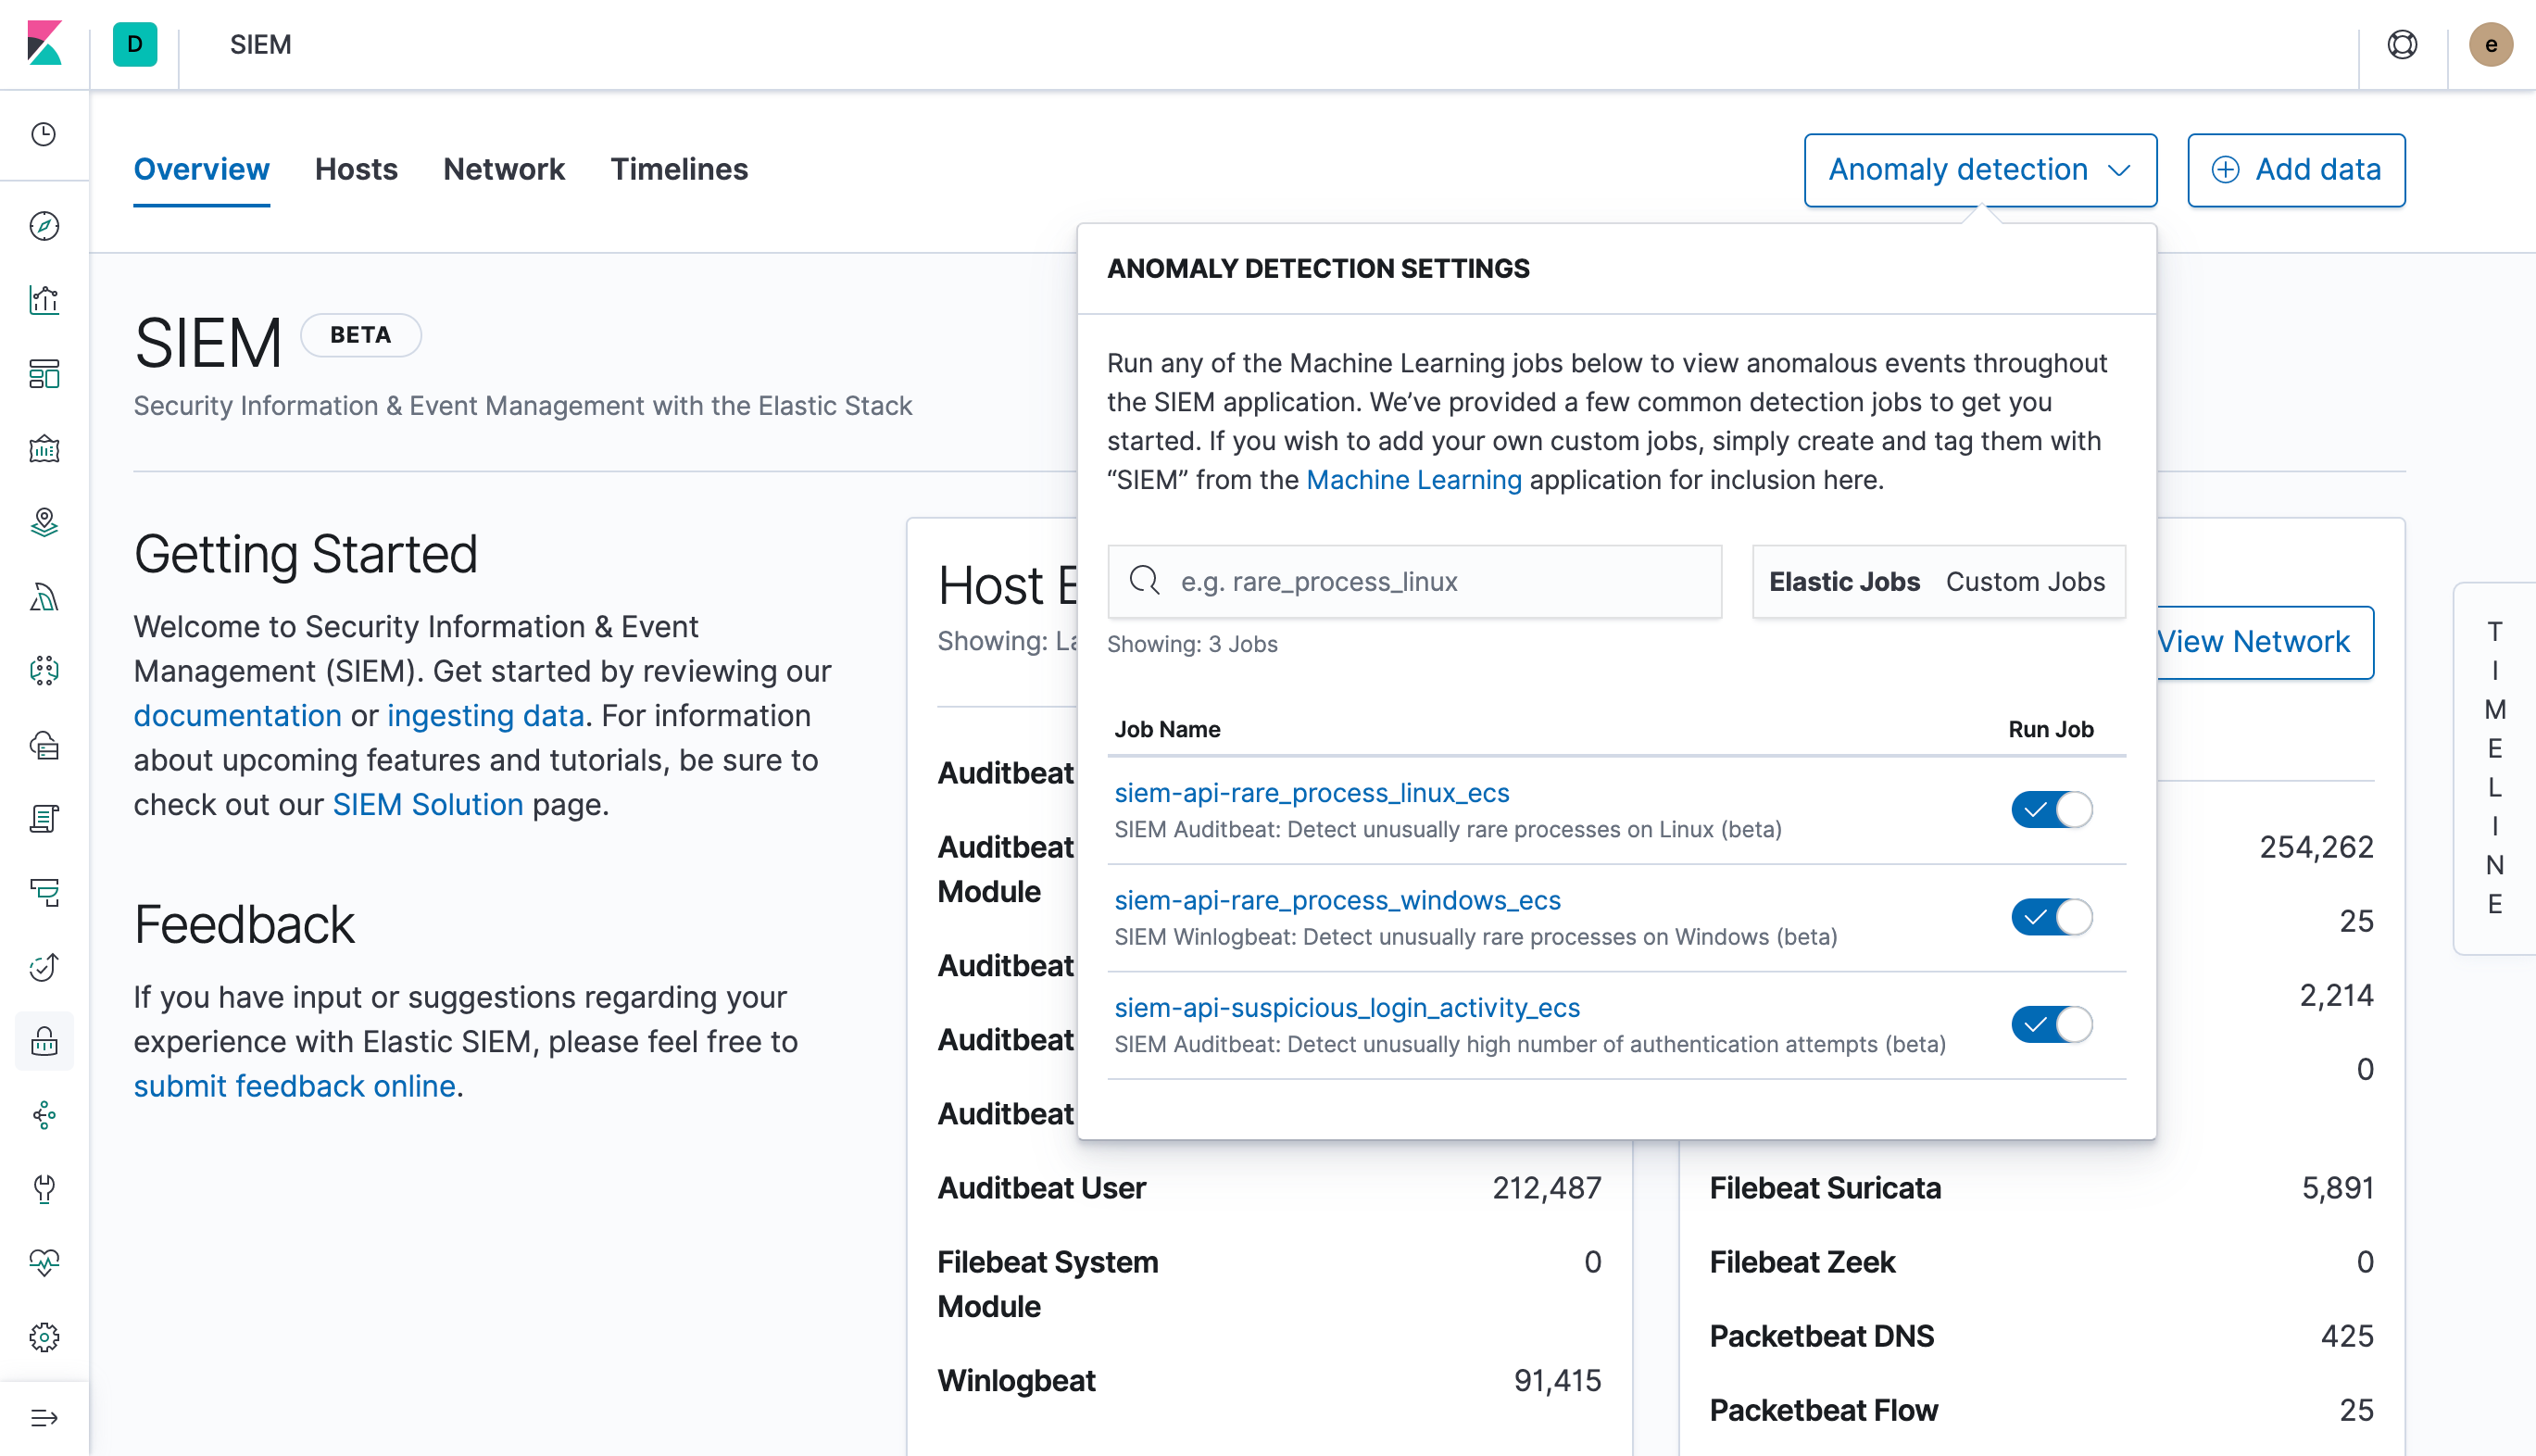 D
SIEM
e
Overview
Hosts
Network
Timelines
Anomaly detection
Add data
ANOMALY DETECTION SETTINGS
Run any of the Machine Learning jobs below to view anomalous events throughout
the SIEM application. We’ve provided a few common detection jobs to get you
started. If you wish to add your own custom jobs, simply create and tag them with
“SIEM” from the Machine Learning application for inclusion here.
e.g. rare_process_linux
Elastic Jobs
Custom Jobs
Showing: 3 Jobs
Job Name
Run Job
siem-api-rare_process_linux_ecs
SIEM Auditbeat: Detect unusually rare processes on Linux (beta)
siem-api-rare_process_windows_ecs
SIEM Winlogbeat: Detect unusually rare processes on Windows (beta)
siem-api-suspicious_login_activity_ecs
SIEM Auditbeat: Detect unusually high number of authentication attempts (beta)
SIEM
BETA
Security Information & Event Management with the Elastic Stack
Getting Started
Welcome to Security Information & Event
Management (SIEM). Get started by reviewing our
documentation or ingesting data. For information
about upcoming features and tutorials, be sure to
check out our SIEM Solution page.
Feedback
If you have input or suggestions regarding your
experience with Elastic SIEM, please feel free to
submit feedback online.
Host
Showing:
Auditbeat
Auditbeat
Module
Auditbeat
Auditbeat
Auditbeat
Auditbeat User
212,487
Filebeat System
Module
0
Winlogbeat
91,415
View Network
254,262
25
2,214
0
Filebeat Suricata
5,891
Filebeat Zeek
0
Packetbeat DNS
425
Packetbeat Flow
25
TIMELINE